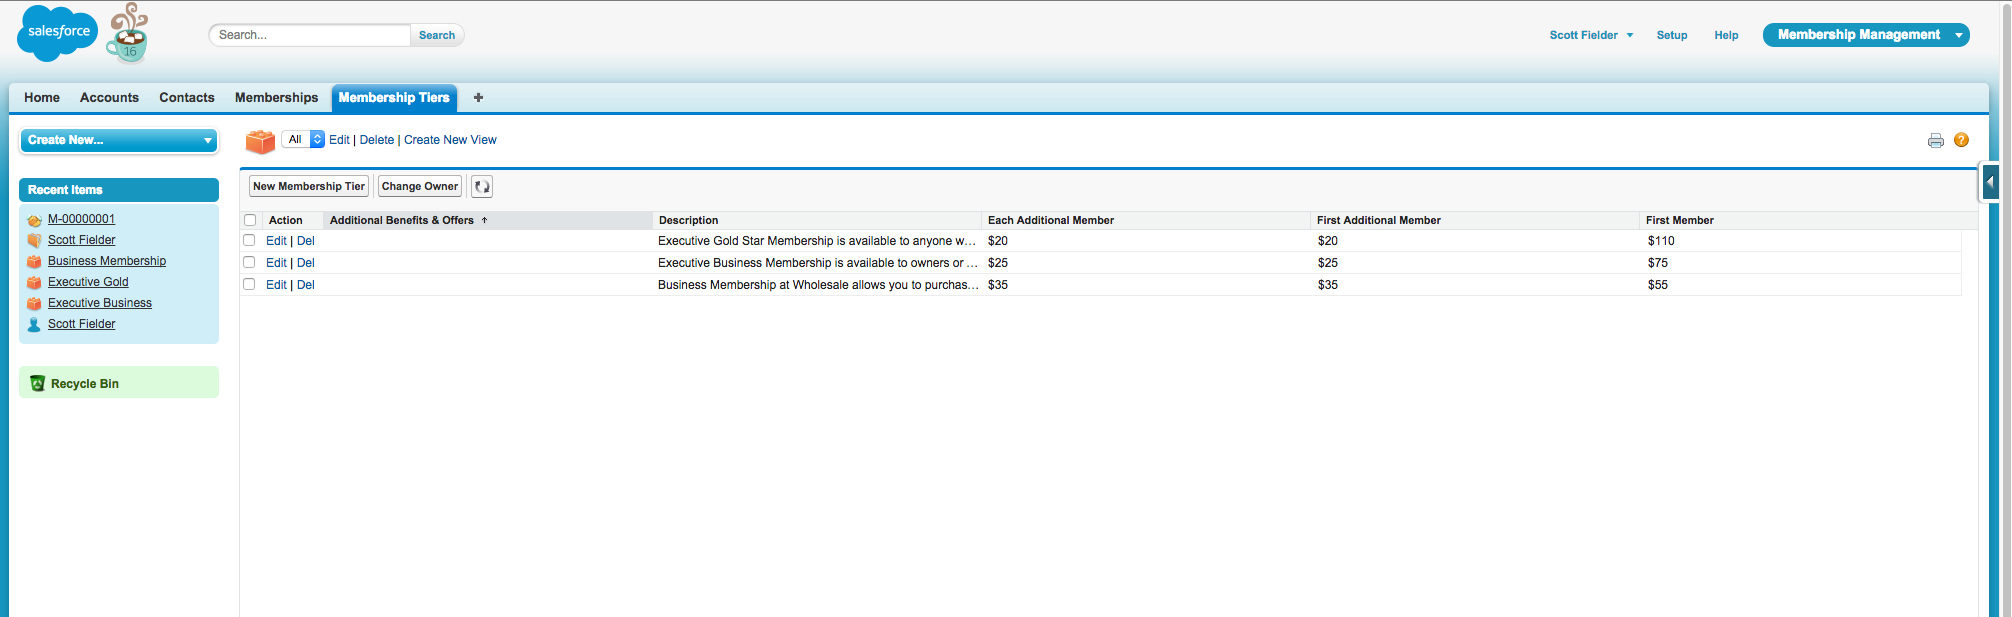 salesforce
16
Search...
Search
Scott Fielder
Setup
Help
Membership Management
Home
Accounts
Contacts
Memberships
Membership Tiers
+
Create New...
Recent Items
M-00000001
Scott Fielder
Business Membership
Executive Gold
Executive Business
Scott Fielder
Recycle Bin
All
Edit | Delete | Create New View
?
New Membership Tier
Change Owner
Action Additional Benefits & Offers ↑ Description Each Additional Member First Additional Member First Member
Edit | Del Executive Gold Star Membership is available to anyone w... $20 $20 $110
Edit | Del Executive Business Membership is available to owners or ... $25 $25 $75
Edit | Del Business Membership at Wholesale allows you to purchas... $35 $35 $55